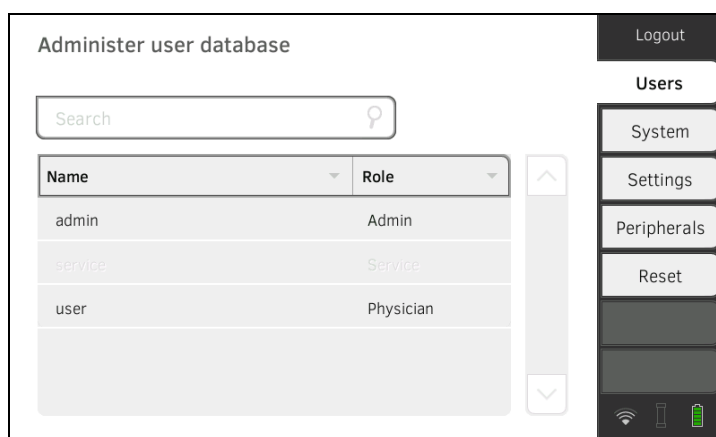 Administer user database
Search
Name Role
admin Admin
service Service
user Physician
Logout
Users
System
Settings
Peripherals
Reset